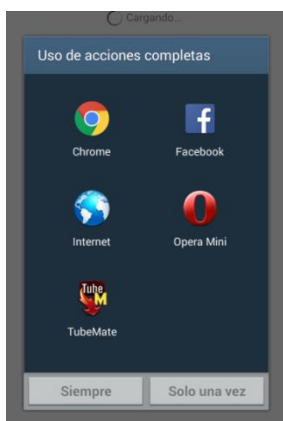 Cargando...
Uso de acciones completas
Chrome
Facebook
Internet
Opera Mini
Tube
M
TubeMate
Siempre
Solo una vez